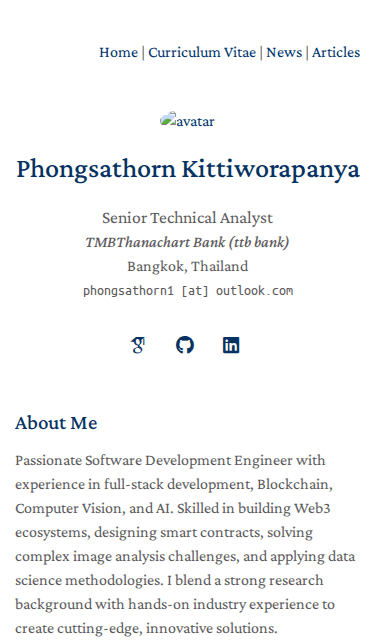 Home | Curriculum Vitae | News | Articles
avatar
Phongsathorn Kittiworapanya
Senior Technical Analyst
TMBThanachart Bank (ttb bank)
Bangkok, Thailand
phongsathorn1 [at] outlook.com
About Me
Passionate Software Development Engineer with
experience in full-stack development, Blockchain,
Computer Vision, and AI. Skilled in building Web3
ecosystems, designing smart contracts, solving
complex image analysis challenges, and applying data
science methodologies. I blend a strong research
background with hands-on industry experience to
create cutting-edge, innovative solutions.